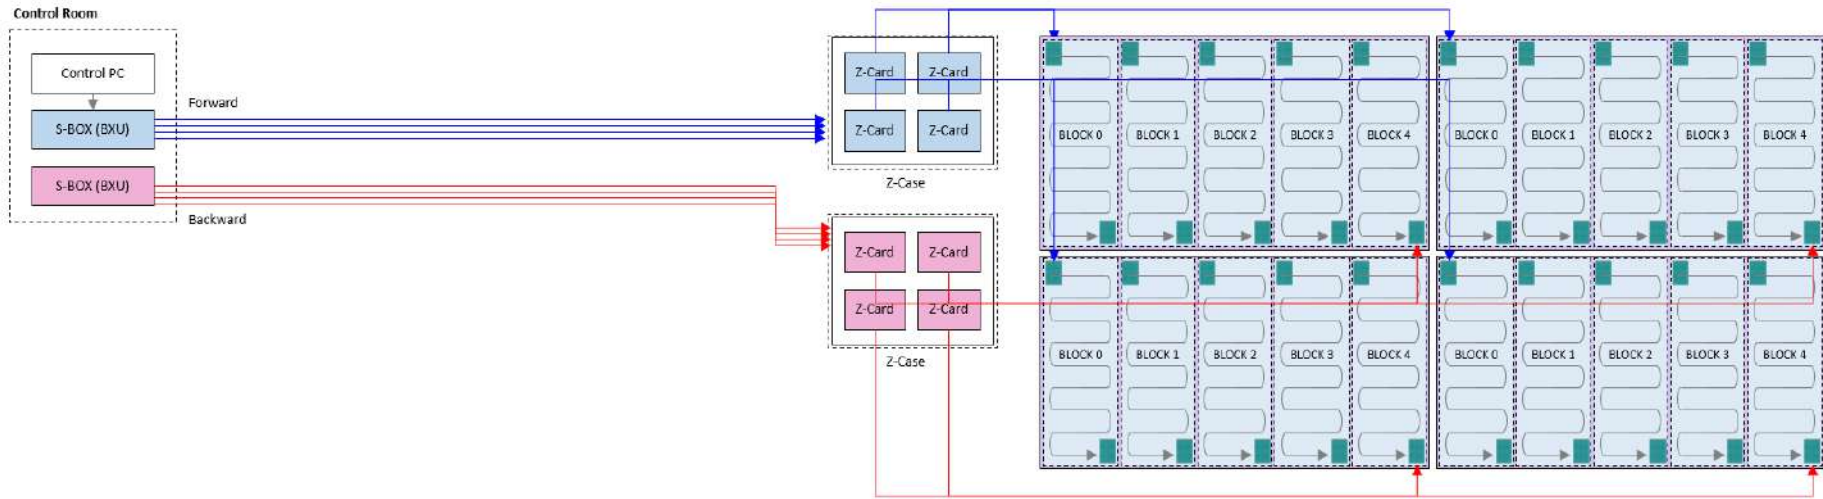 Control Room
Control PC
S-BOX (BXU)
Forward
S-BOX (BXU)
Backward
Z-Card Z-Card
Z-Card Z-Card
Z-Case
Z-Card Z-Card
Z-Card Z-Card
Z-Case
BLOCK 0 BLOCK 1 BLOCK 2 BLOCK 3 BLOCK 4 BLOCK 0 BLOCK 1 BLOCK 2 BLOCK 3 BLOCK 4
BLOCK 0 BLOCK 1 BLOCK 2 BLOCK 3 BLOCK 4 BLOCK 0 BLOCK 1 BLOCK 2 BLOCK 3 BLOCK 4